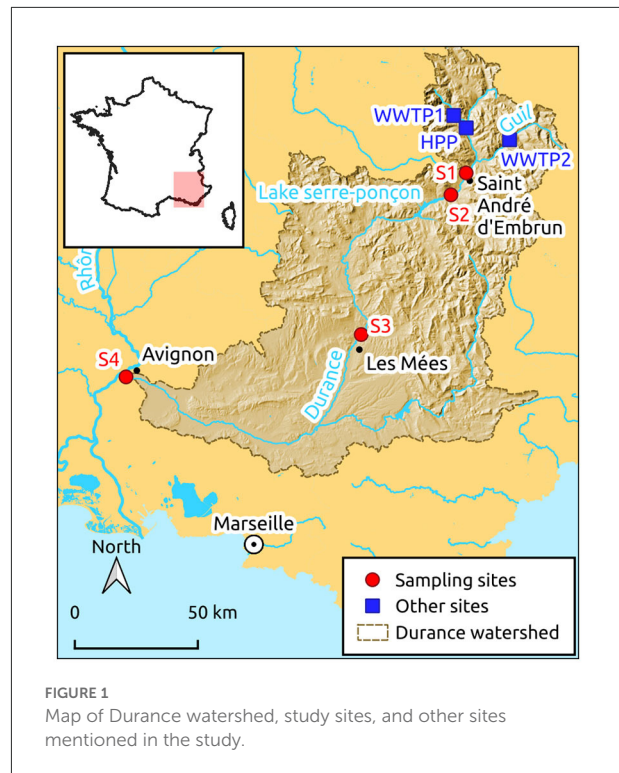 WWTP1
HPP
Guil
WWTP2
S1
Lake serre-ponçon
Saint
André
d'Embrun
S2
Rhône
S3
Avignon
S4
Les Mées
Durance
Marseille
North
0 50 km
Sampling sites
Other sites
Durance watershed
FIGURE 1
Map of Durance watershed, study sites, and other sites
mentioned in the study.